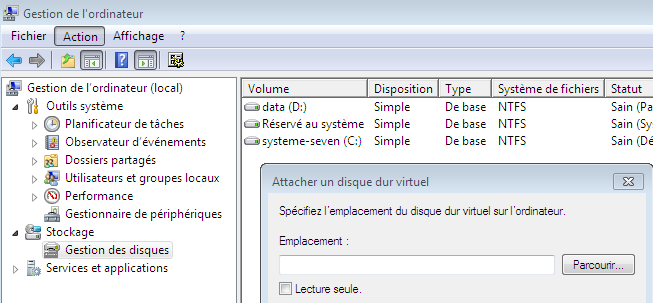 Gestion de l'ordinateur
Fichier Action Affichage ?
Gestion de l'ordinateur (local)
Outils système
Planificateur de tâches
Observateur d'événements
Dossiers partagés
Utilisateurs et groupes locaux
Performance
Gestionnaire de périphériques
Stockage
Gestion des disques
Services et applications
Volume Disposition Type Système de fichiers Statut
data (D:) Simple De base NTFS Sain (Pa
Réservé au système Simple De base NTFS Sain (Sy
systeme-seven (C:) Simple De base NTFS Sain (Dé
Attacher un disque dur virtuel
Spécifiez l'emplacement du disque dur virtuel sur l'ordinateur.
Emplacement :
Parcourir...
Lecture seule.